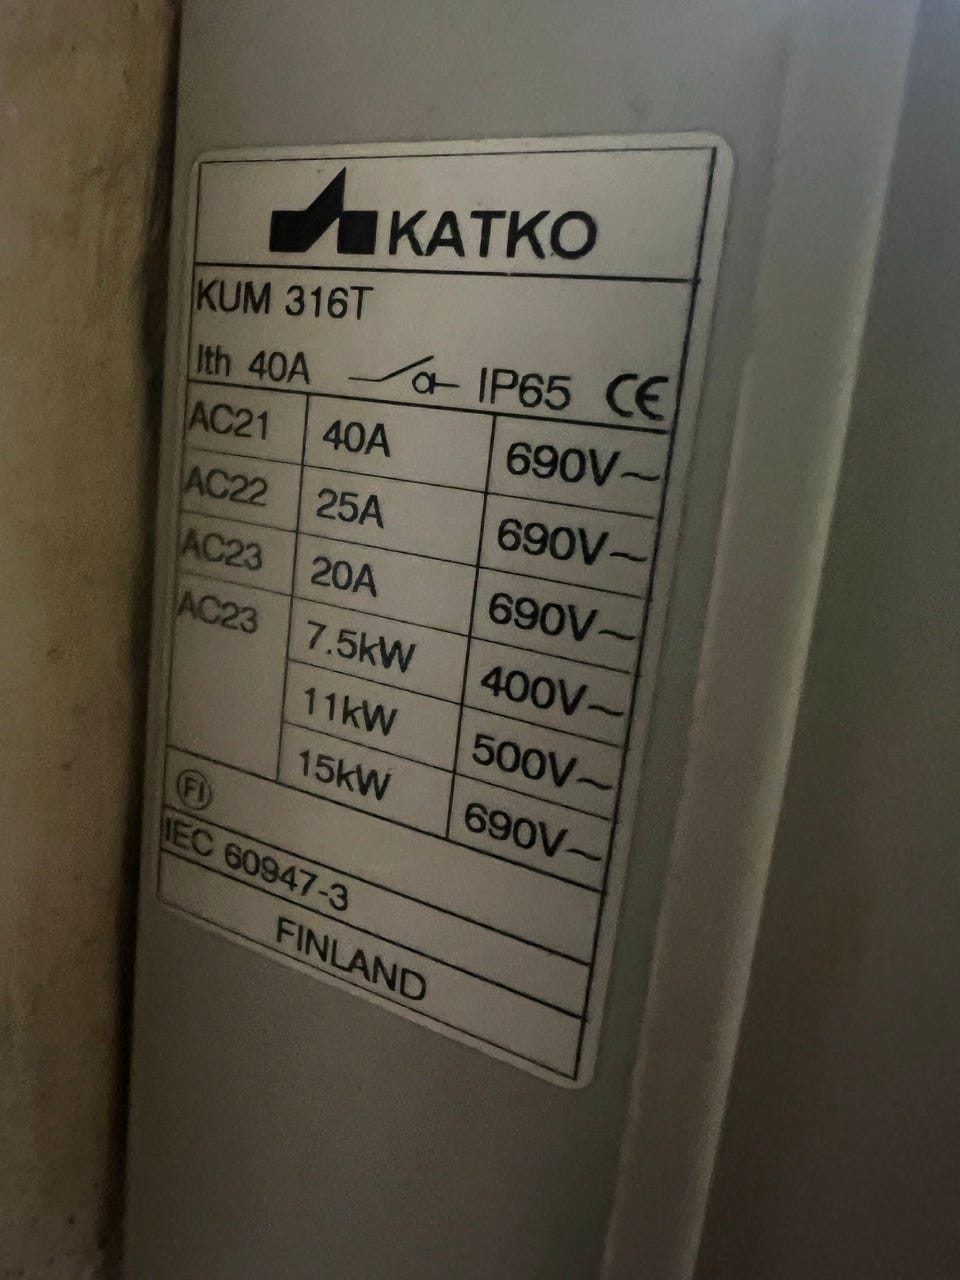 KATKO
KUM 316T
Ith 40A IP65 CE
AC21 40A 690V~
AC22 25A 690V~
AC23 20A 690V~
AC23 7.5kW 400V~
11kW 500V~
15kW 690V~
FI
IEC 60947-3
FINLAND